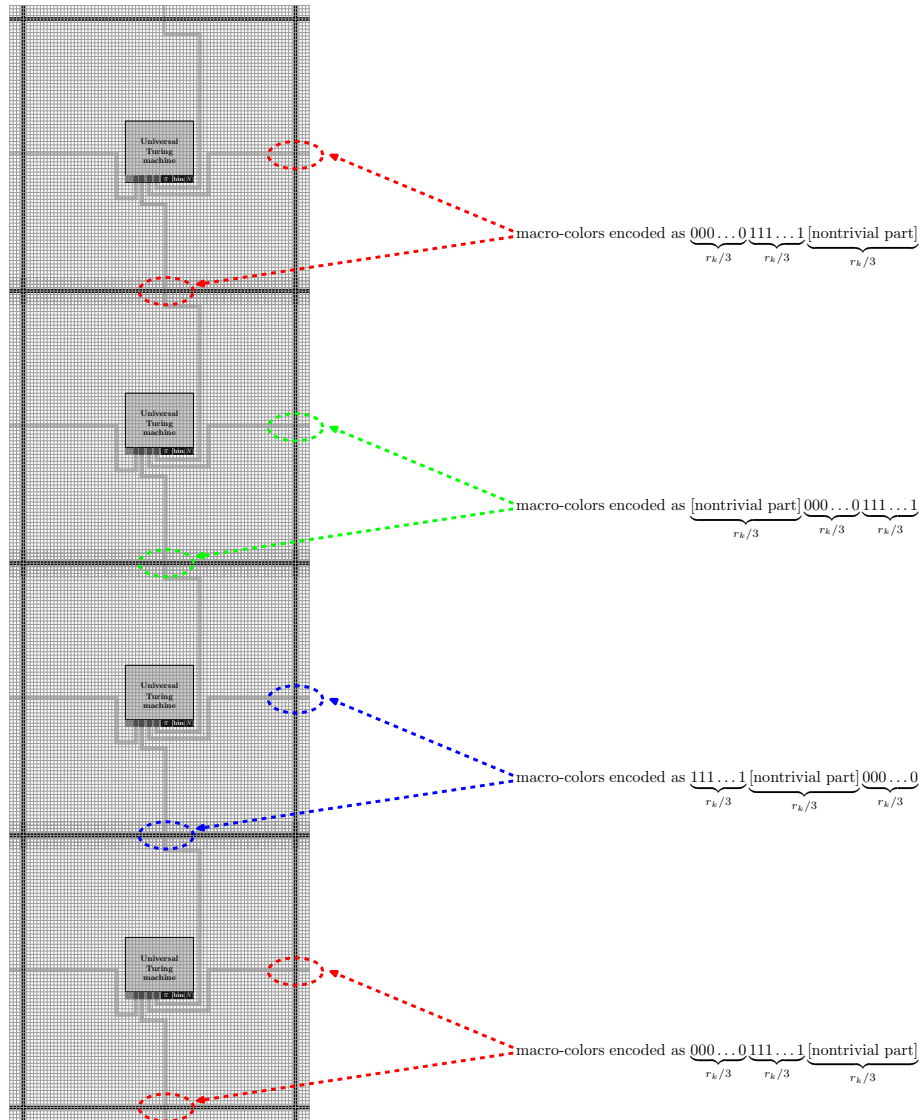 Universal
Turing
machine
π bin N
macro-colors encoded as 000...0 111...1 [nontrivial part]
r_k/3 r_k/3 r_k/3
Universal
Turing
machine
π bin N
macro-colors encoded as [nontrivial part] 000...0 111...1
r_k/3 r_k/3 r_k/3
Universal
Turing
machine
π bin N
macro-colors encoded as 111...1 [nontrivial part] 000...0
r_k/3 r_k/3 r_k/3
Universal
Turing
machine
π bin N
macro-colors encoded as 000...0 111...1 [nontrivial part]
r_k/3 r_k/3 r_k/3